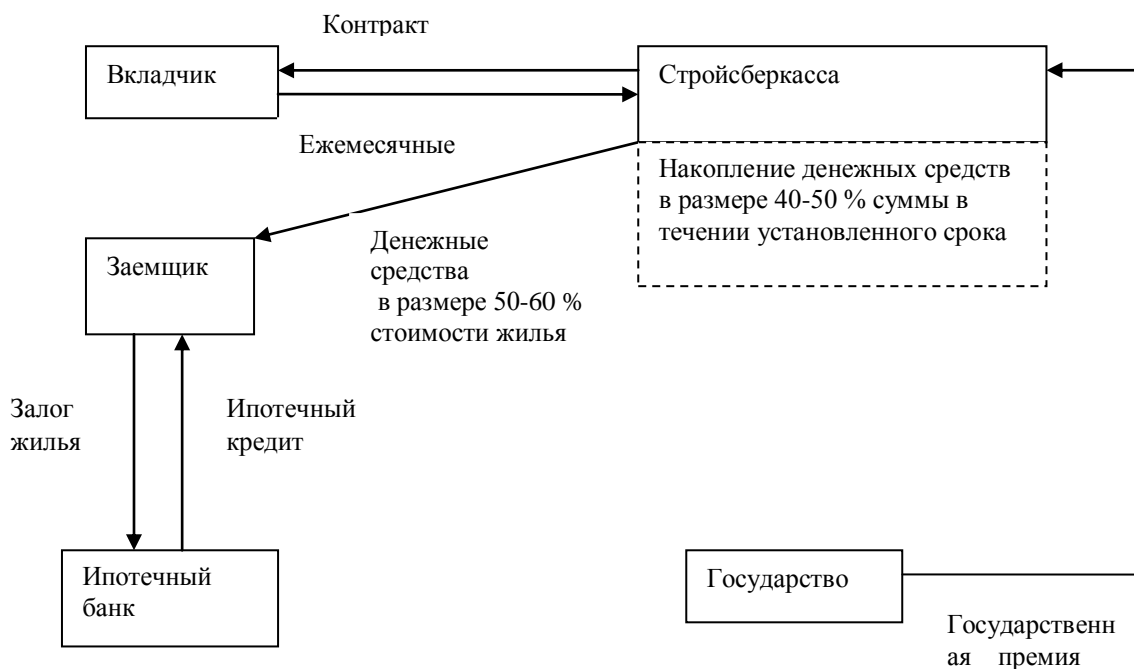 Контракт
Вкладчик
Стройсберкасса
Ежемесячные
Накопление денежных средств
в размере 40-50 % суммы в
течении установленного срока
Заемщик
Денежные
средства
в размере 50-60 %
стоимости жилья
Залог
жилья
Ипотечный
кредит
Ипотечный
банк
Государство
Государственн
ая премия